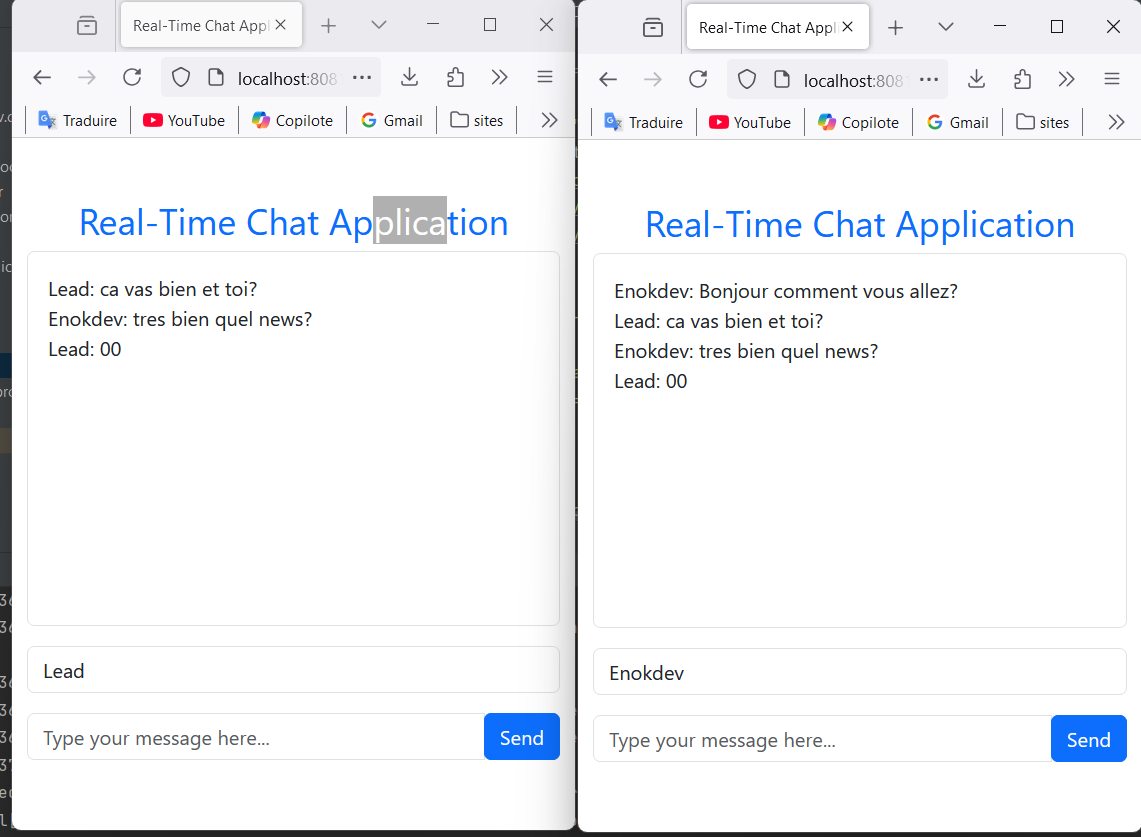 Real-Time Chat Appl
localhost:808
Traduire
YouTube
Copilote
Gmail
sites
Real-Time Chat Application
Lead: ca vas bien et toi?
Enokdev: tres bien quel news?
Lead: 00
Lead
Type your message here...
Send
Real-Time Chat Appl
localhost:808
Traduire
YouTube
Copilote
Gmail
sites
Real-Time Chat Application
Enokdev: Bonjour comment vous allez?
Lead: ca vas bien et toi?
Enokdev: tres bien quel news?
Lead: 00
Enokdev
Type your message here...
Send